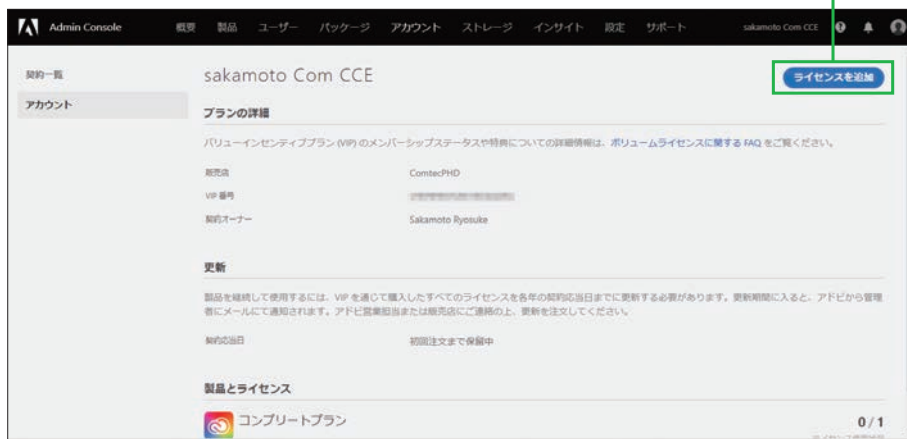 Admin Console 概要 製品 ユーザー パッケージ アカウント ストレージ インサイト 設定 サポート sakamoto Com CCE
契約一覧
アカウント
sakamoto Com CCE
ライセンスを追加
プランの詳細
バリューインセンティブプラン (VIP) のメンバーシップステータスや特典についての詳細情報は、ボリュームライセンスに関する FAQ をご覧ください。
販売店 ComtecPHD
VIP 番号
契約オーナー Sakamoto Ryosuke
更新
製品を継続して使用するには、VIP を通じて購入したすべてのライセンスを各年の契約応当日までに更新する必要があります。更新期間に入ると、アドビから管理
者にメールにて通知されます。アドビ営業担当または販売店にご連絡の上、更新を注文してください。
契約応当日 初回注文まで保留中
製品とライセンス
コンプリートプラン 0 / 1